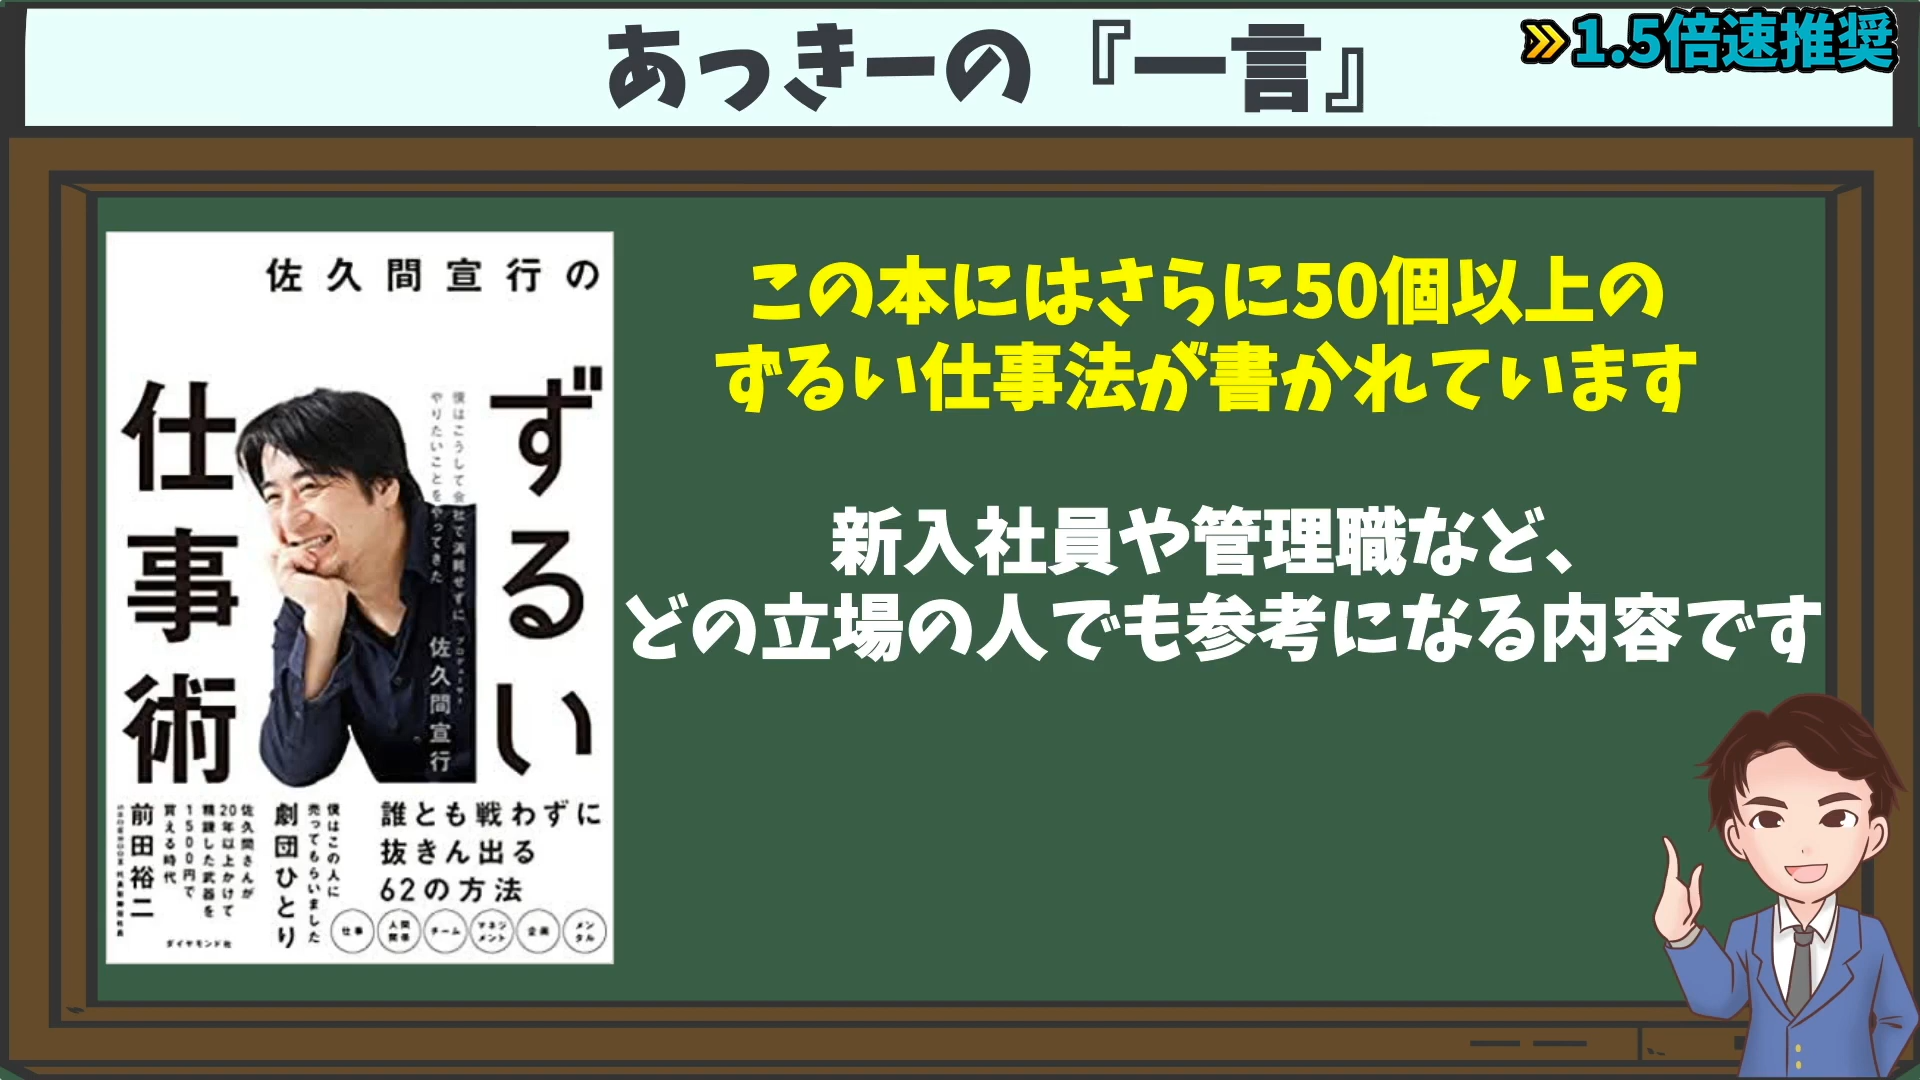 あっきーの『一言』
1.5倍速推奨
この本にはさらに50個以上の
ずるい仕事法が書かれています
新入社員や管理職など、
どの立場の人でも参考になる内容です
佐久間宣行の
ずるい
仕事術
僕はこうして会社で消耗せずに
やりたいことをやってきた
プロデューサー
佐久間宣行
誰とも戦わずに
抜きん出る
62の方法
僕はこの人に
売ってもらいました
劇団ひとり
佐久間さんが
20年以上かけて
精錬した武器を
1500円で
買える時代
前田裕二
ダイヤモンド社
仕事
人間
関係
チーム
マネジ
メント
企画
メン
タル